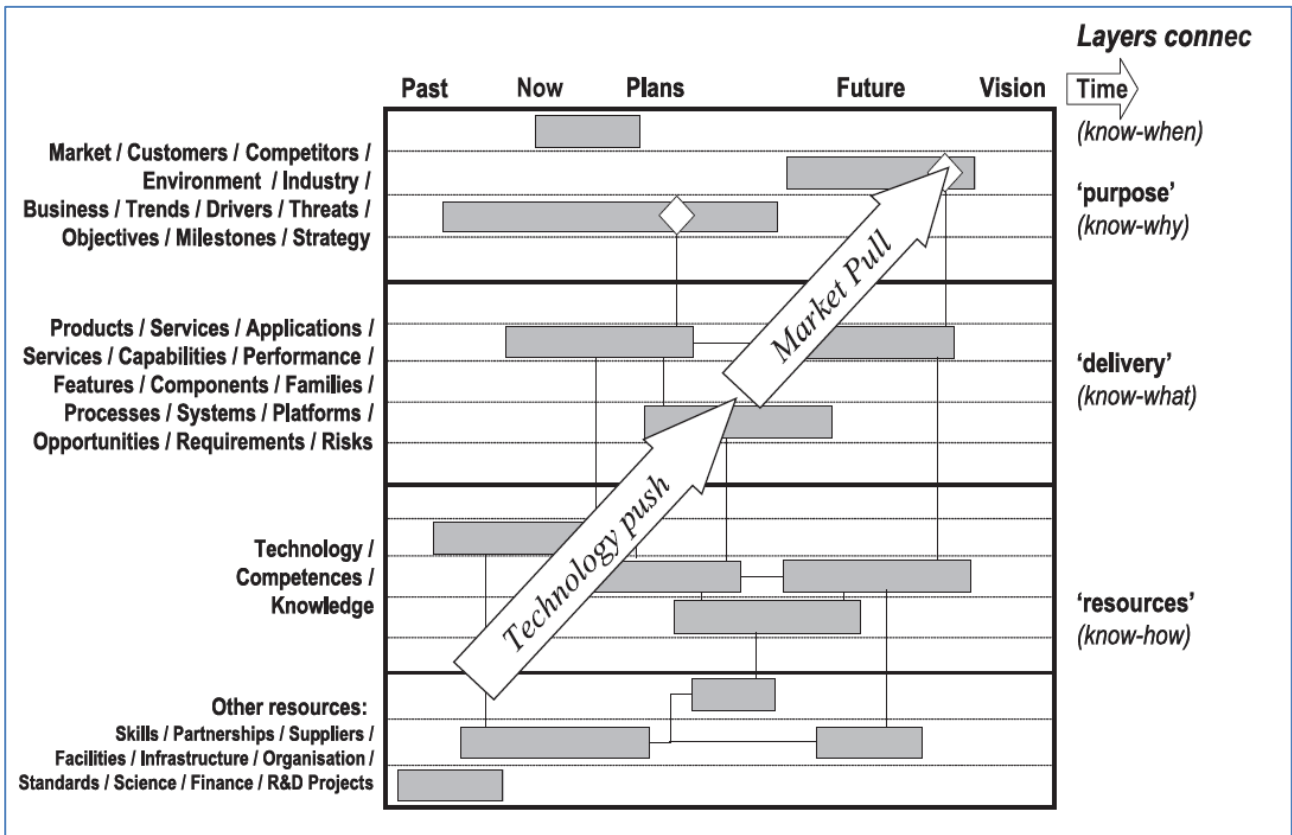 Layers connec
Past Now Plans Future Vision Time
(know-when)
Market / Customers / Competitors /
Environment / Industry /
Business / Trends / Drivers / Threats /
Objectives / Milestones / Strategy
'purpose'
(know-why)
Market Pull
Products / Services / Applications /
Services / Capabilities / Performance /
Features / Components / Families /
Processes / Systems / Platforms /
Opportunities / Requirements / Risks
'delivery'
(know-what)
Technology push
Technology /
Competences /
Knowledge
'resources'
(know-how)
Other resources:
Skills / Partnerships / Suppliers /
Facilities / Infrastructure / Organisation /
Standards / Science / Finance / R&D Projects